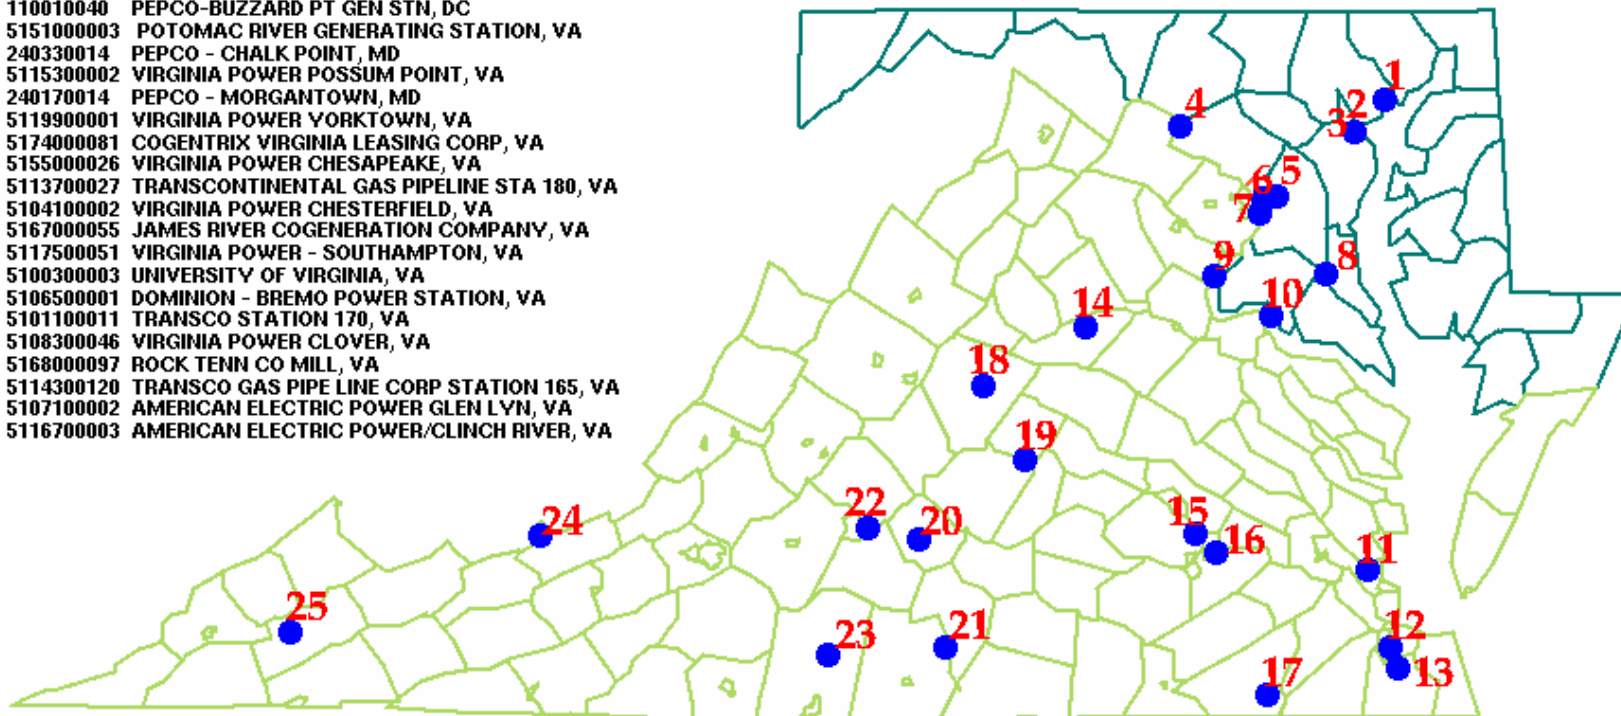 110010040 PEPCO-BUZZARD PT GEN STN, DC
5151000003 POTOMAC RIVER GENERATING STATION, VA
240330014 PEPCO - CHALK POINT, MD
5115300002 VIRGINIA POWER POSSUM POINT, VA
240170014 PEPCO - MORGANTOWN, MD
5119900001 VIRGINIA POWER YORKTOWN, VA
5174000081 COGENTRIX VIRGINIA LEASING CORP, VA
5155000026 VIRGINIA POWER CHESAPEAKE, VA
5113700027 TRANSCONTINENTAL GAS PIPELINE STA 180, VA
5104100002 VIRGINIA POWER CHESTERFIELD, VA
5167000055 JAMES RIVER COGENERATION COMPANY, VA
5117500051 VIRGINIA POWER - SOUTHAMPTON, VA
5100300003 UNIVERSITY OF VIRGINIA, VA
5106500001 DOMINION - BREMO POWER STATION, VA
5101100011 TRANSCO STATION 170, VA
5108300046 VIRGINIA POWER CLOVER, VA
5168000097 ROCK TENN CO MILL, VA
5114300120 TRANSCO GAS PIPE LINE CORP STATION 165, VA
5107100002 AMERICAN ELECTRIC POWER GLEN LYN, VA
5116700003 AMERICAN ELECTRIC POWER/CLINCH RIVER, VA
1
2
3
4
5
6
7
8
9
10
14
18
19
15
16
11
22
20
24
25
12
13
21
23
17